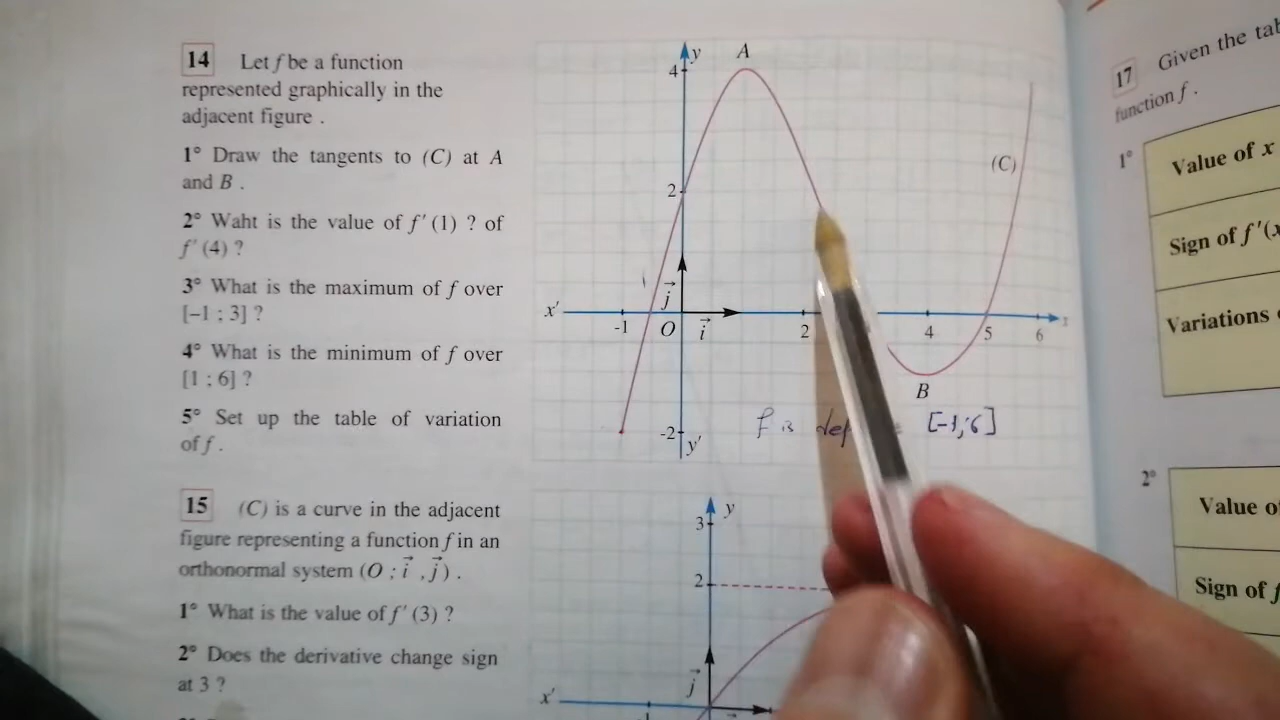 14 Let f be a function
represented graphically in the
adjacent figure .
1° Draw the tangents to (C) at A
and B .
2° Waht is the value of f' (1) ? of
f' (4) ?
3° What is the maximum of f over
[−1 ; 3] ?
4° What is the minimum of f over
[1 ; 6] ?
5° Set up the table of variation
of f .
y
A
4
(C)
2
j
x'
-1
O
i
2
4
5
6
x
B
-2
y'
f is def [-1;6]
15 (C) is a curve in the adjacent
figure representing a function f in an
orthonormal system (O ; i , j) .
1° What is the value of f' (3) ?
2° Does the derivative change sign
at 3 ?
y
3
2
j
x'
17 Given the
function f .
1°
Value of x
Sign of
Variations
2°
Value
Sign of